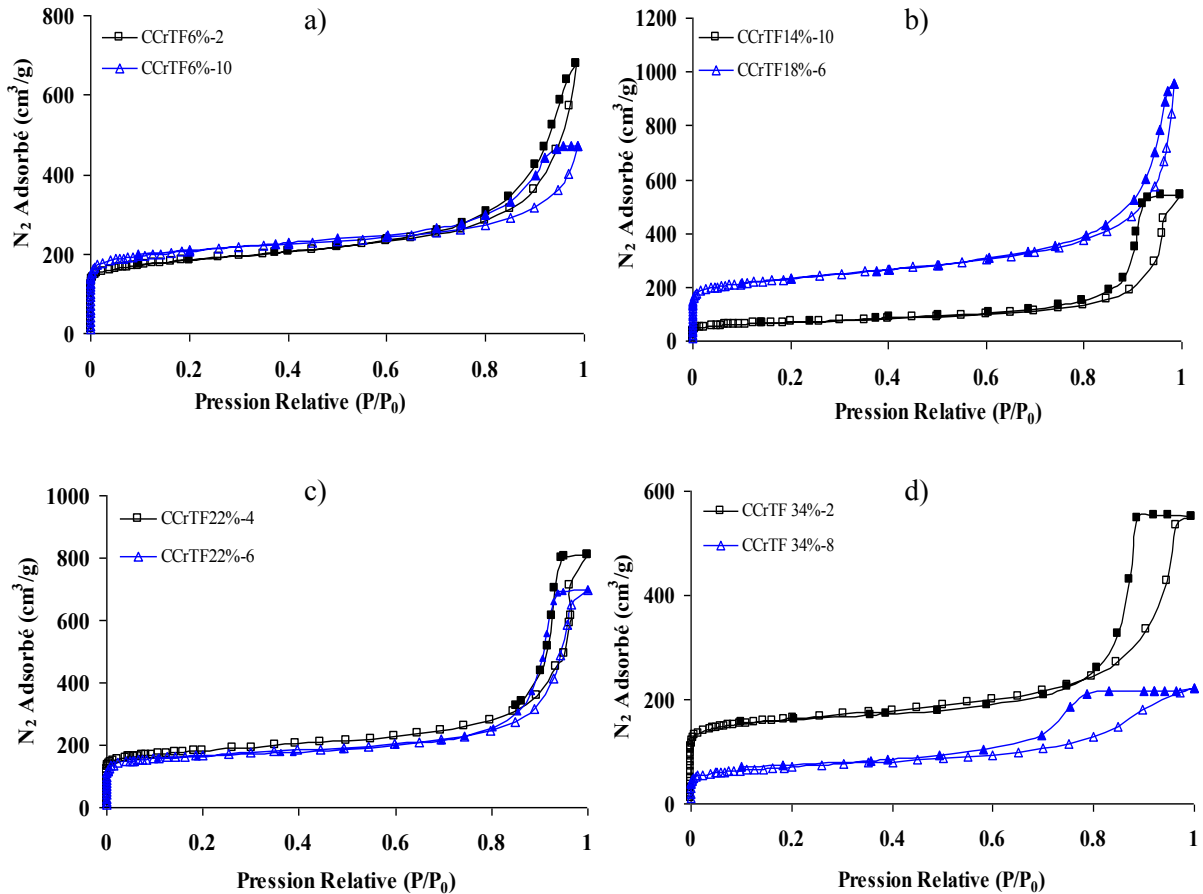 a)
CCrTF6%-2
CCrTF6%-10
800
600
400
200
0
N₂ Adsorbé (cm³/g)
0 0.2 0.4 0.6 0.8 1
Pression Relative (P/P₀)
b)
CCrTF14%-10
CCrTF18%-6
1200
1000
800
600
400
200
0
N₂ Adsorbé (cm³/g)
0 0.2 0.4 0.6 0.8 1
Pression Relative (P/P₀)
c)
CCrTF22%-4
CCrTF22%-6
1000
800
600
400
200
0
N₂ Adsorbé (cm³/g)
0 0.2 0.4 0.6 0.8 1
Pression Relative (P/P₀)
d)
CCrTF 34%-2
CCrTF 34%-8
600
400
200
0
N₂ Adsorbé (cm³/g)
0 0.2 0.4 0.6 0.8 1
Pression Relative (P/P₀)